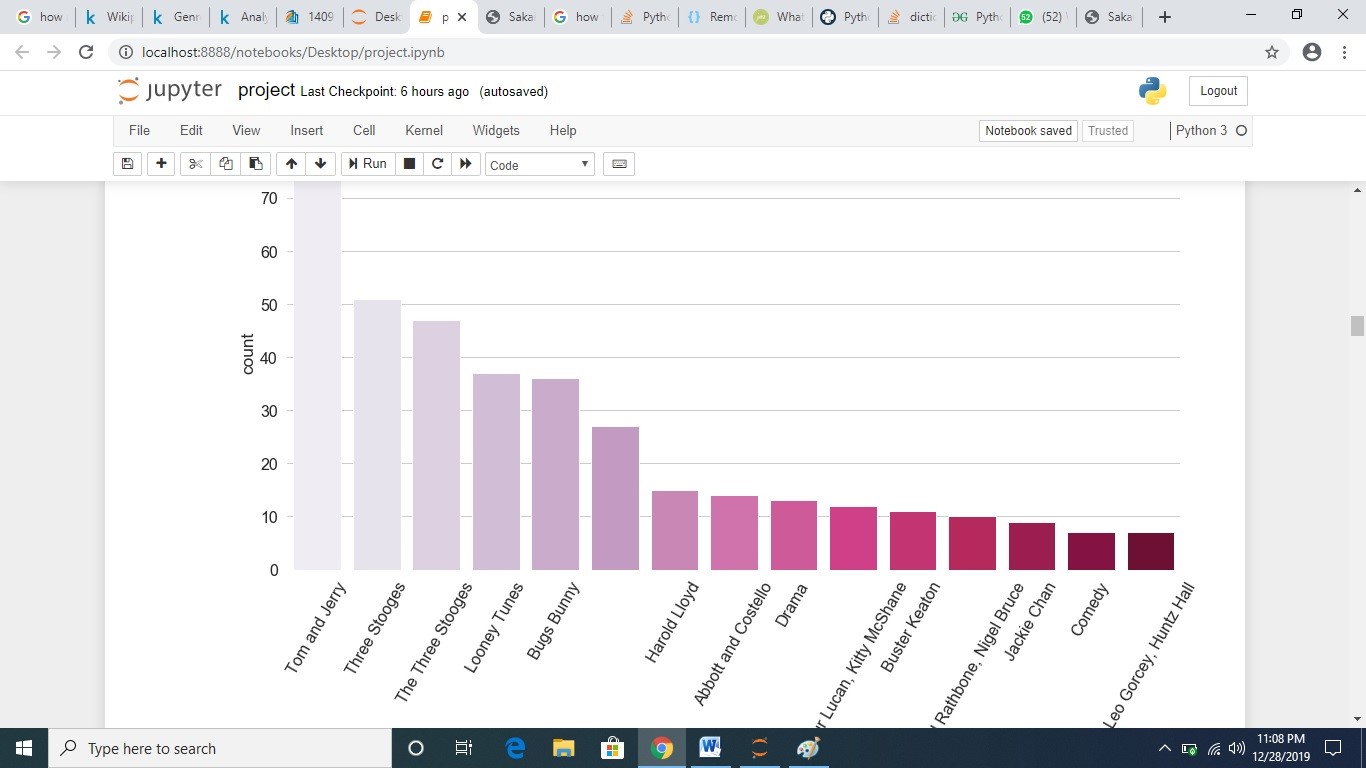 how
Wikip
Genr
Analy
1409
Desk
p
Saka
how
Pytho
Remo
What
Pytho
dictio
Pytho
(52)
Saka
localhost:8888/notebooks/Desktop/project.ipynb
jupyter project Last Checkpoint: 6 hours ago (autosaved)
Logout
File Edit View Insert Cell Kernel Widgets Help
Notebook saved Trusted Python 3
Run Code
70
60
50
40
30
20
10
0
count
Tom and Jerry
Three Stooges
The Three Stooges
Looney Tunes
Bugs Bunny
Harold Lloyd
Abbott and Costello
Drama
r Lucan, Kitty McShane
Buster Keaton
Rathbone, Nigel Bruce
Jackie Chan
Comedy
Leo Gorcey, Huntz Hall
Type here to search
11:08 PM
12/28/2019